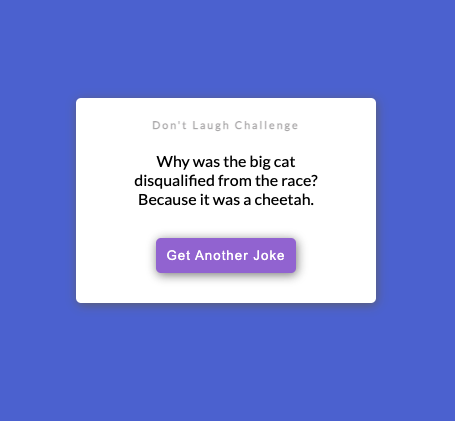 Don't Laugh Challenge
Why was the big cat
disqualified from the race?
Because it was a cheetah.
Get Another Joke